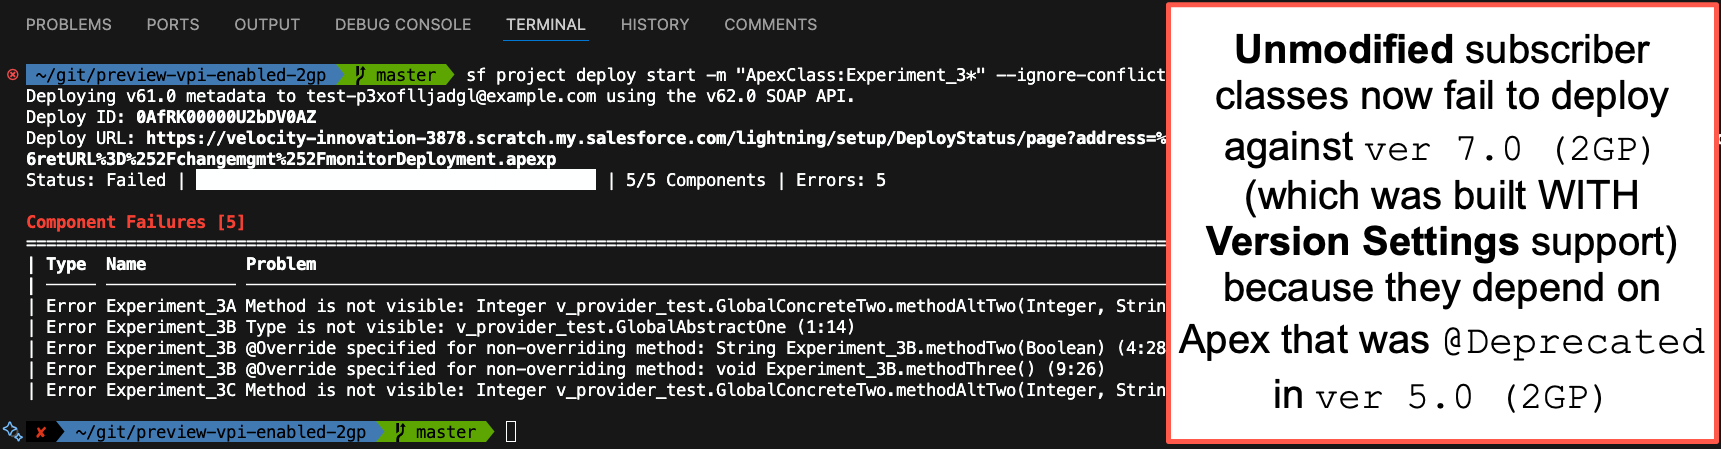 PROBLEMS PORTS OUTPUT DEBUG CONSOLE TERMINAL HISTORY COMMENTS
~/git/preview-vpi-enabled-2gp master sf project deploy start -m "ApexClass:Experiment_3*" --ignore-conflict
Deploying v61.0 metadata to test-p3xoflljadgl@example.com using the v62.0 SOAP API.
Deploy ID: 0AfRK00000U2bDV0AZ
Deploy URL: https://velocity-innovation-3878.scratch.my.salesforce.com/lightning/setup/DeployStatus/page?address=%
6retURL%3D%252Fchangemgmt%252FmonitorDeployment.apexp
Status: Failed | | 5/5 Components | Errors: 5
Component Failures [5]
| Type Name Problem
| Error Experiment_3A Method is not visible: Integer v_provider_test.GlobalConcreteTwo.methodAltTwo(Integer, Strin
| Error Experiment_3B Type is not visible: v_provider_test.GlobalAbstractOne (1:14)
| Error Experiment_3B @Override specified for non-overriding method: String Experiment_3B.methodTwo(Boolean) (4:28
| Error Experiment_3B @Override specified for non-overriding method: void Experiment_3B.methodThree() (9:26)
| Error Experiment_3C Method is not visible: Integer v_provider_test.GlobalConcreteTwo.methodAltTwo(Integer, Strin
✘ ~/git/preview-vpi-enabled-2gp master
Unmodified subscriber
classes now fail to deploy
against ver 7.0 (2GP)
(which was built WITH
Version Settings support)
because they depend on
Apex that was @Deprecated
in ver 5.0 (2GP)